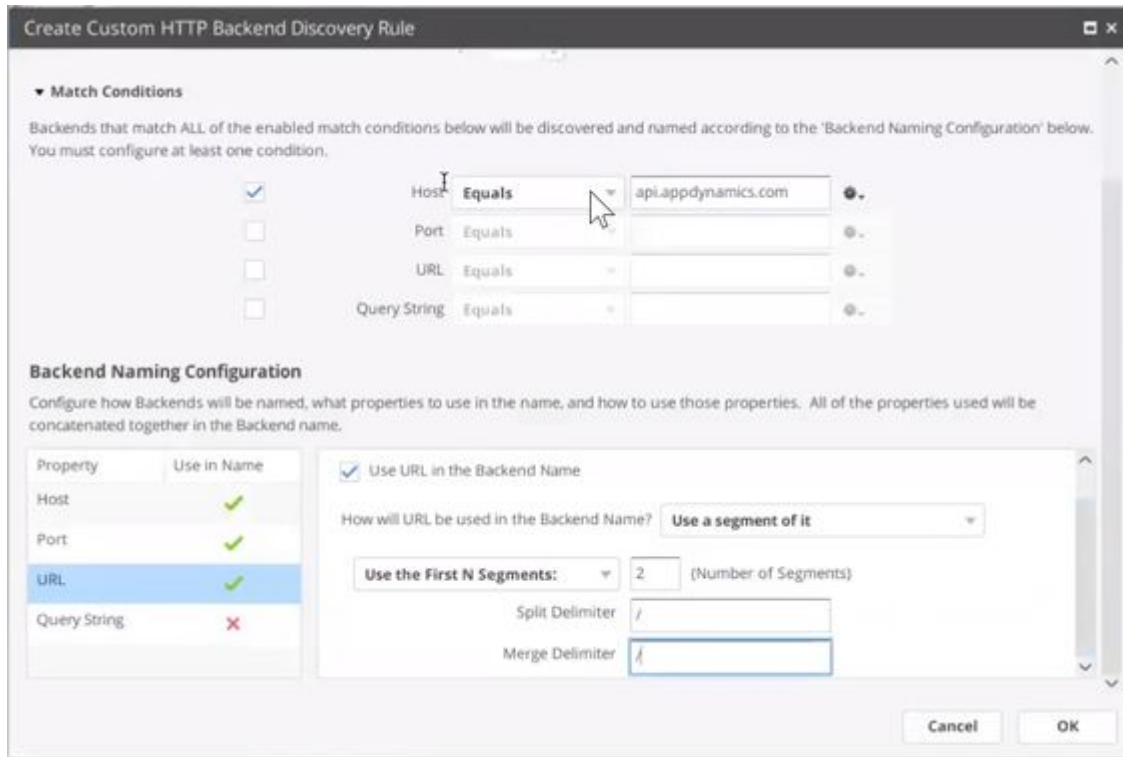 Create Custom HTTP Backend Discovery Rule
Match Conditions
Backends that match ALL of the enabled match conditions below will be discovered and named according to the 'Backend Naming Configuration' below.
You must configure at least one condition.
Host Equals api.appdynamics.com
Port Equals
URL Equals
Query String Equals
Backend Naming Configuration
Configure how Backends will be named, what properties to use in the name, and how to use those properties. All of the properties used will be
concatenated together in the Backend name.
Property Use in Name
Host
Port
URL
Query String
Use URL in the Backend Name
How will URL be used in the Backend Name? Use a segment of it
Use the First N Segments: 2 (Number of Segments)
Split Delimiter /
Merge Delimiter /
Cancel OK